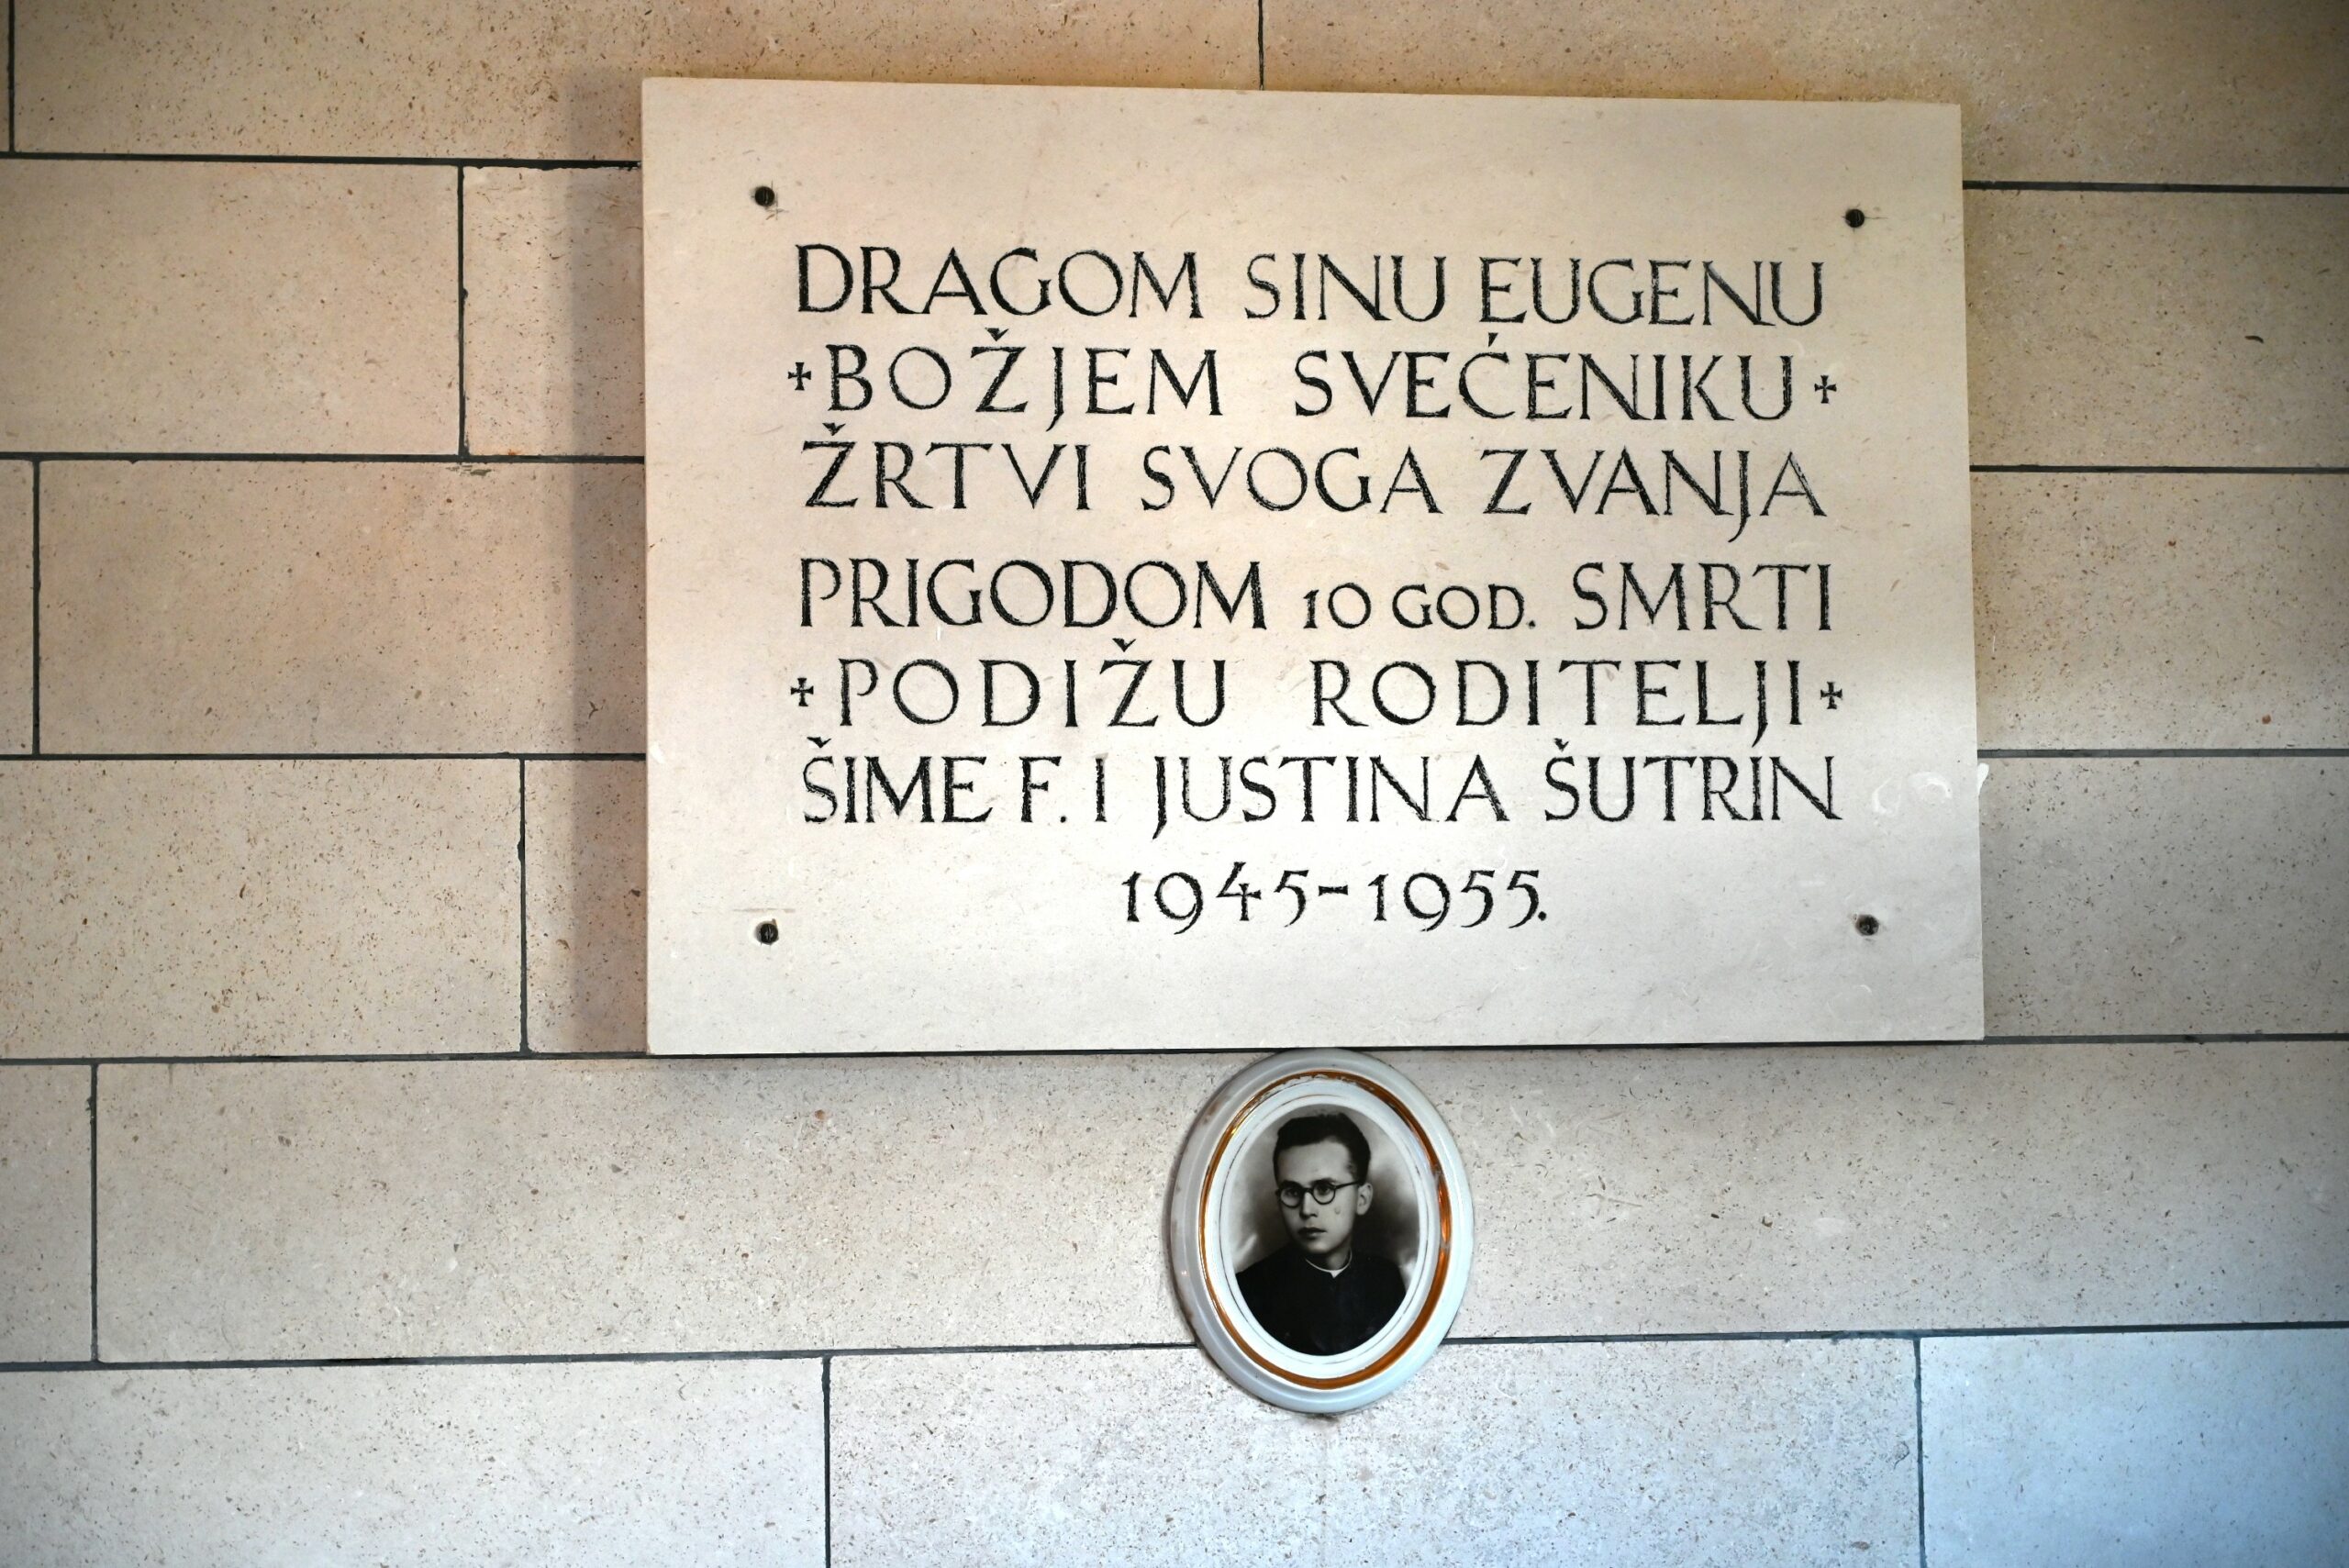 DRAGOM SINU EUGENU
+BOŽJEM SVEĆENIKU+
ŽRTVI SVOGA ZVANJA
PRIGODOM 10 GOD. SMRTI
+PODIŽU RODITELJI+
ŠIME F. I JUSTINA ŠUTRIN
1945-1955.